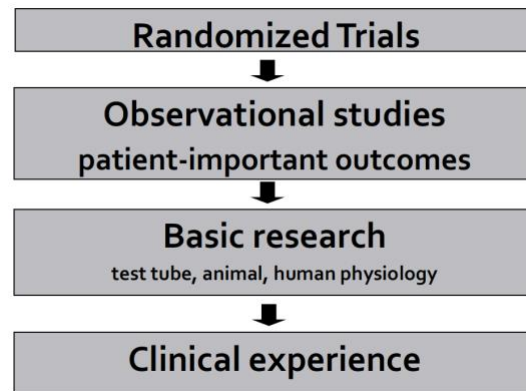 Randomized Trials
Observational studies
patient-important outcomes
Basic research
test tube, animal, human physiology
Clinical experience